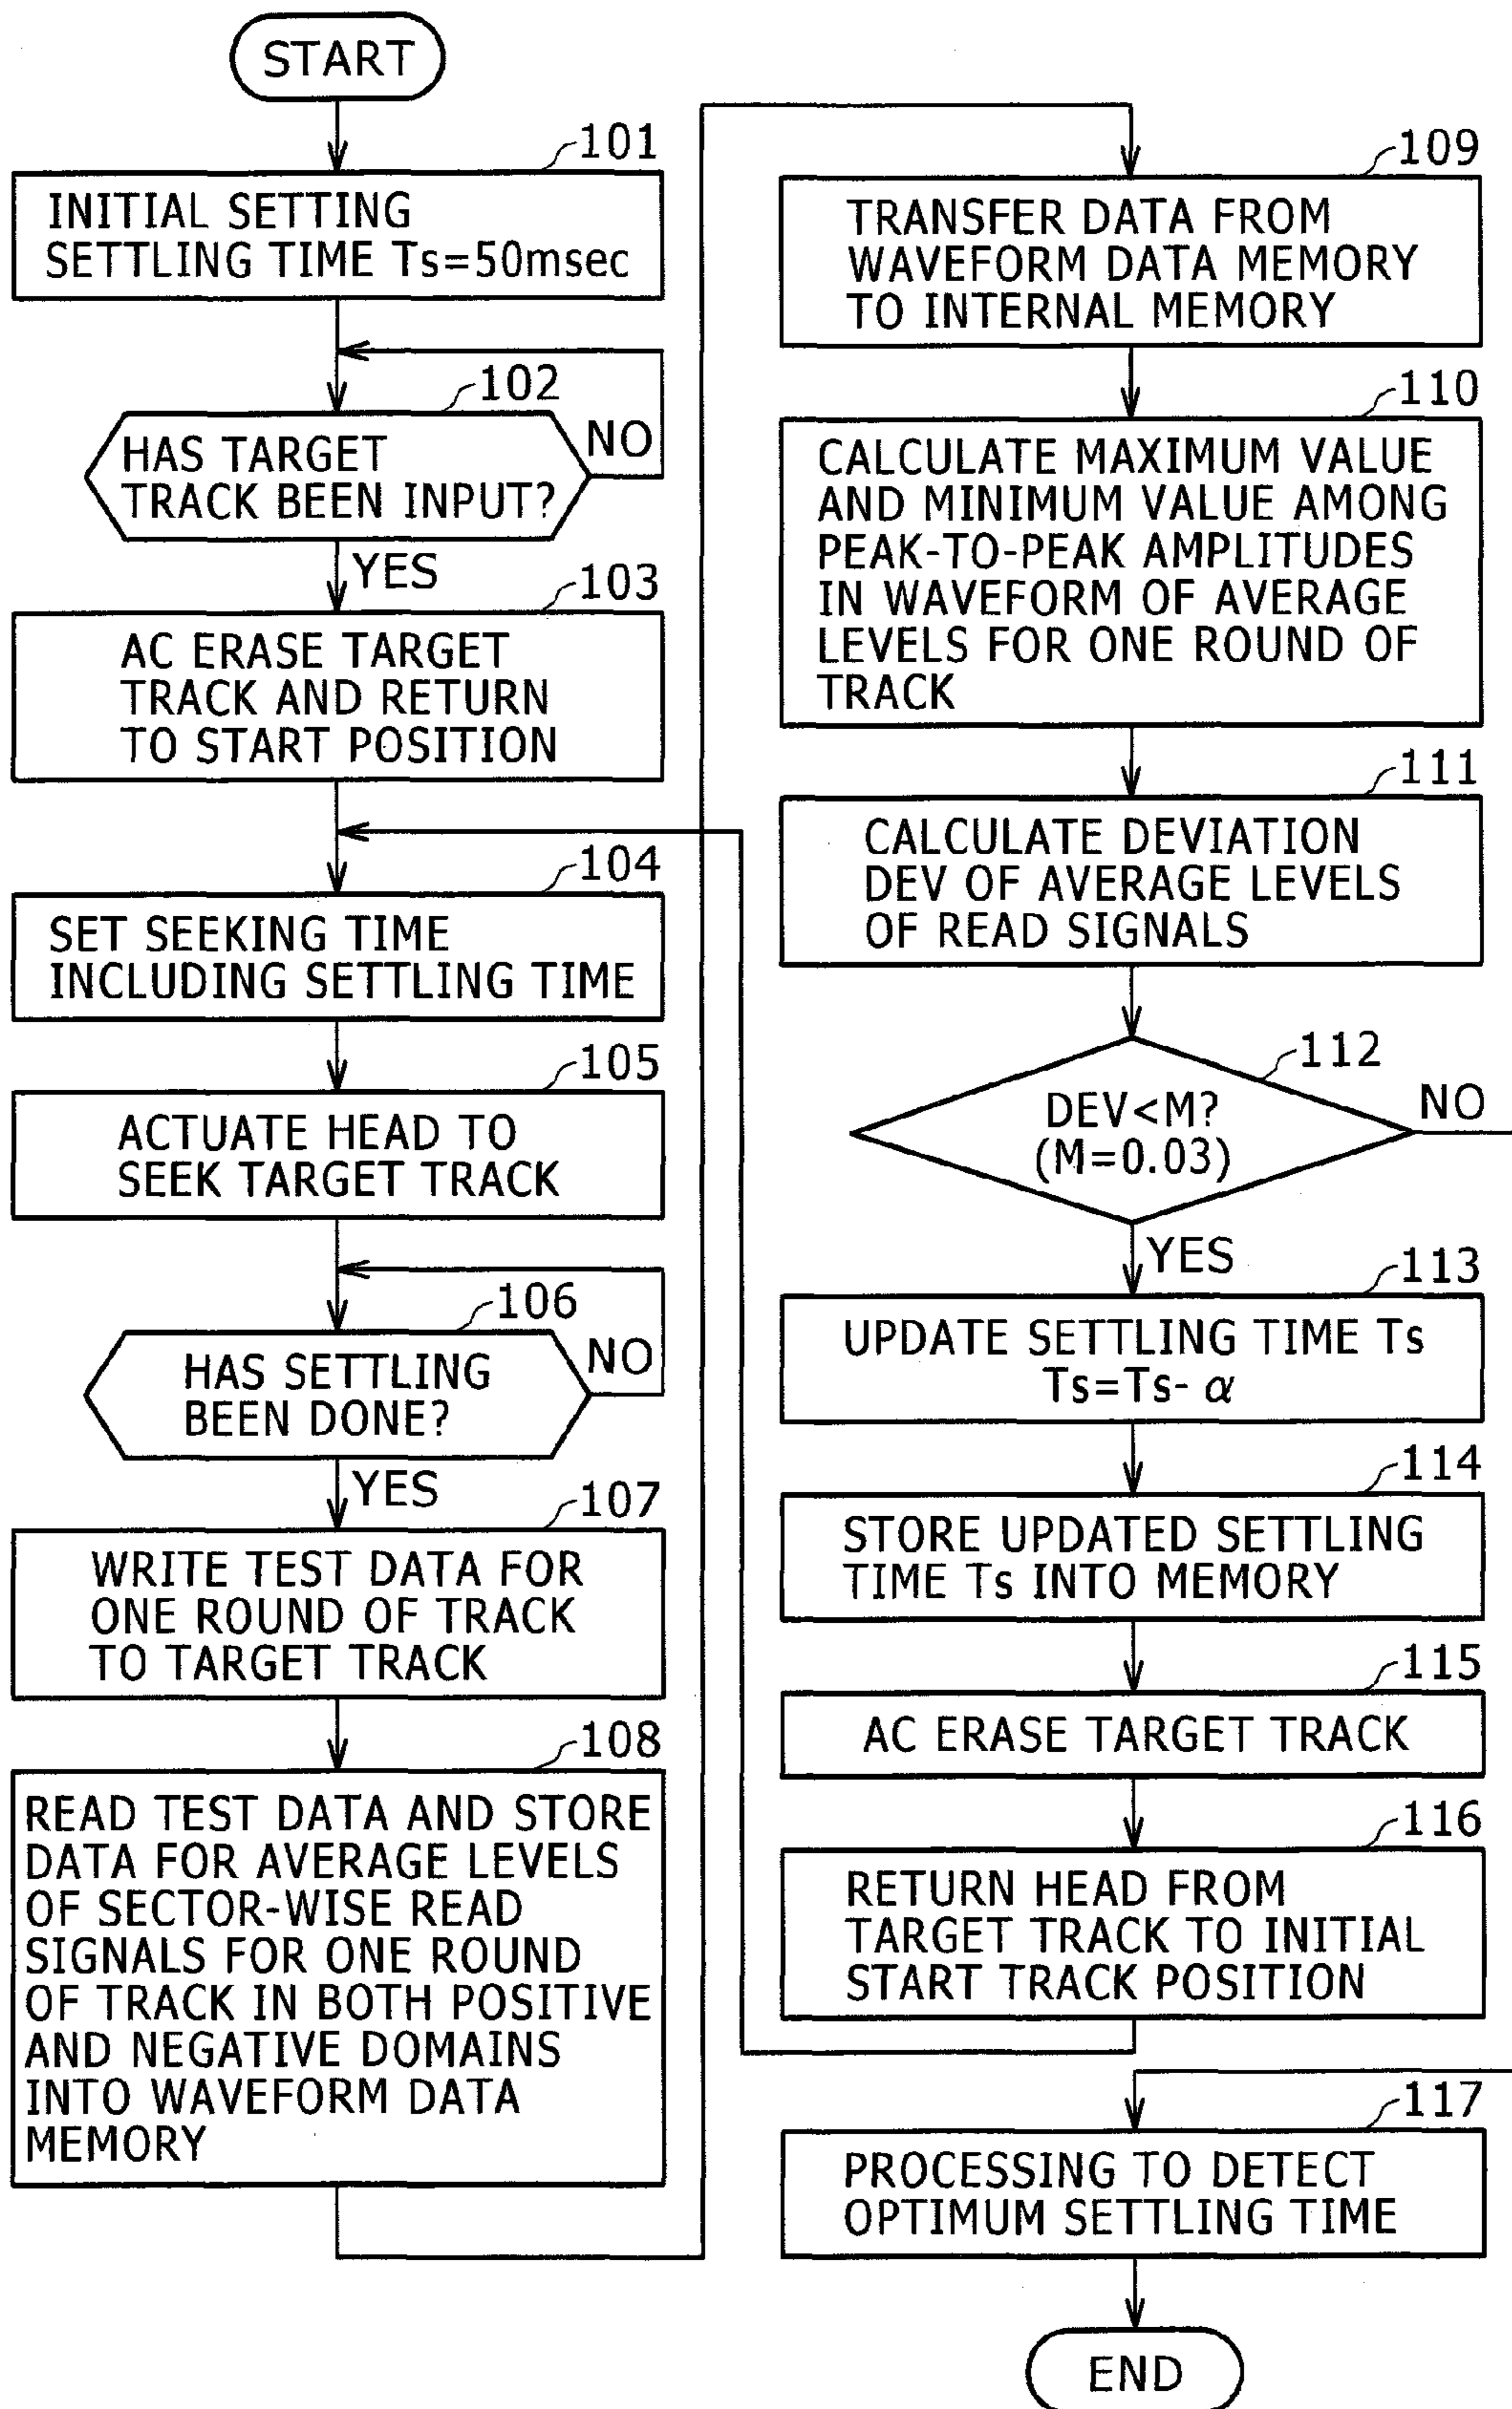 START
101
INITIAL SETTING
SETTLING TIME Ts=50msec
102
HAS TARGET
TRACK BEEN INPUT?
NO
YES
103
AC ERASE TARGET
TRACK AND RETURN
TO START POSITION
104
SET SEEKING TIME
INCLUDING SETTLING TIME
105
ACTUATE HEAD TO
SEEK TARGET TRACK
106
HAS SETTLING
BEEN DONE?
NO
YES
107
WRITE TEST DATA FOR
ONE ROUND OF TRACK
TO TARGET TRACK
108
READ TEST DATA AND STORE
DATA FOR AVERAGE LEVELS
OF SECTOR-WISE READ
SIGNALS FOR ONE ROUND
OF TRACK IN BOTH POSITIVE
AND NEGATIVE DOMAINS
INTO WAVEFORM DATA
MEMORY
109
TRANSFER DATA FROM
WAVEFORM DATA MEMORY
TO INTERNAL MEMORY
110
CALCULATE MAXIMUM VALUE
AND MINIMUM VALUE AMONG
PEAK-TO-PEAK AMPLITUDES
IN WAVEFORM OF AVERAGE
LEVELS FOR ONE ROUND OF
TRACK
111
CALCULATE DEVIATION
DEV OF AVERAGE LEVELS
OF READ SIGNALS
112
DEV<M?
(M=0.03)
NO
YES
113
UPDATE SETTLING TIME Ts
Ts=Ts- α
114
STORE UPDATED SETTLING
TIME Ts INTO MEMORY
115
AC ERASE TARGET TRACK
116
RETURN HEAD FROM
TARGET TRACK TO INITIAL
START TRACK POSITION
117
PROCESSING TO DETECT
OPTIMUM SETTLING TIME
END